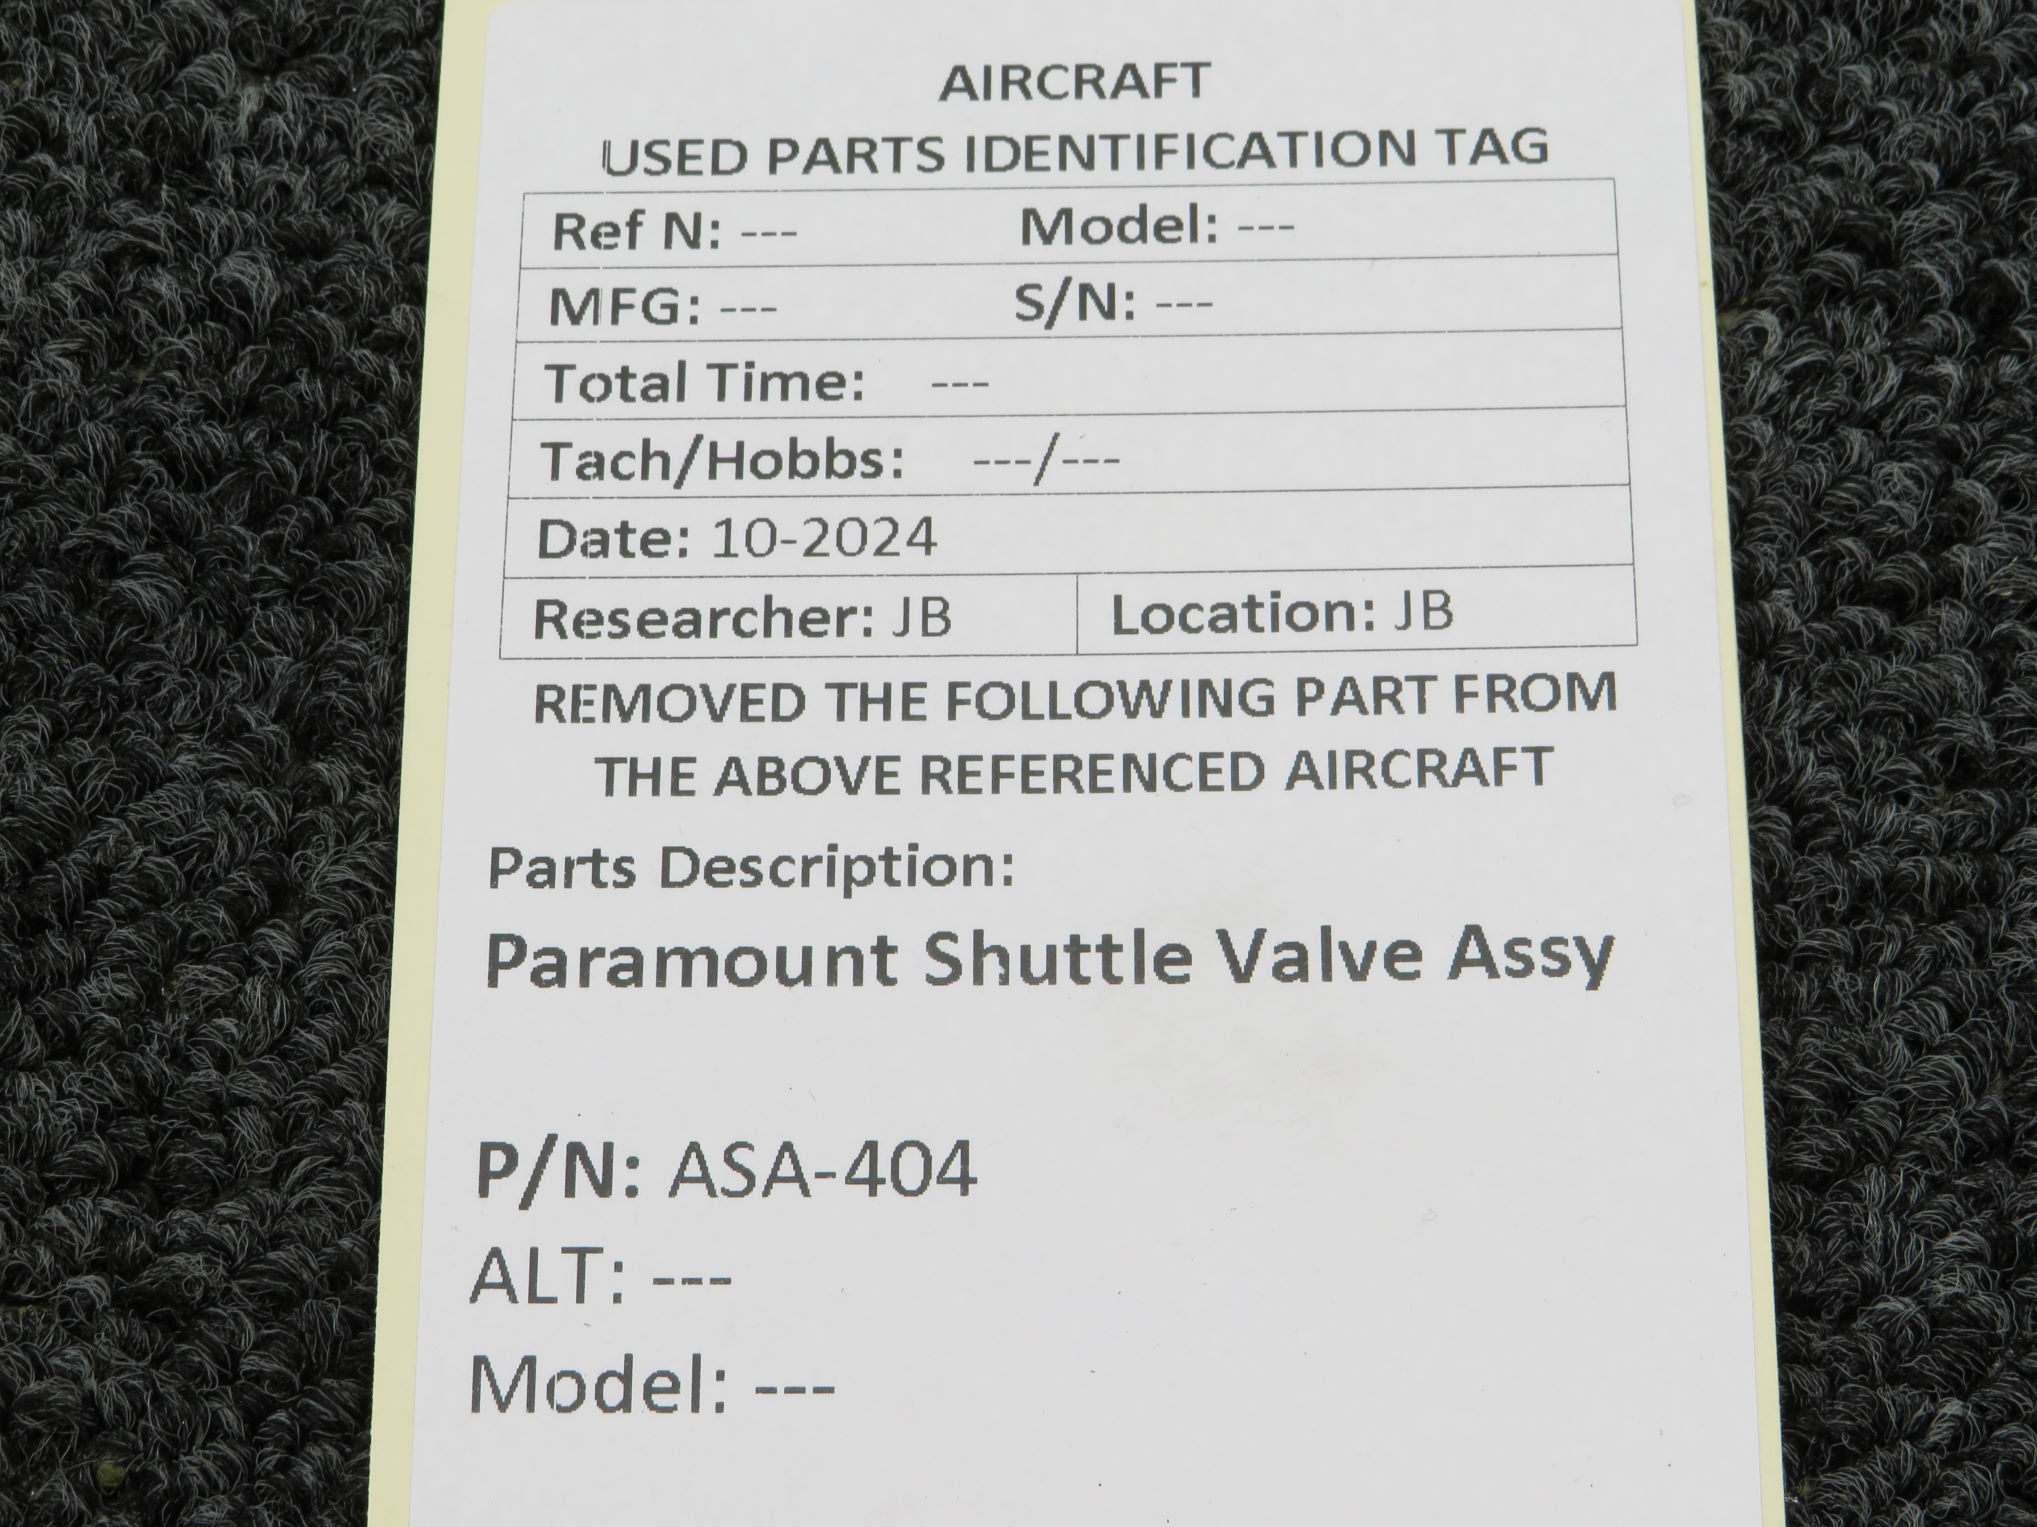 AIRCRAFT
USED PARTS IDENTIFICATION TAG
Ref N: --- Model: ---
MFG: --- S/N: ---
Total Time: ---
Tach/Hobbs: ---/---
Date: 10-2024
Researcher: JB Location: JB
REMOVED THE FOLLOWING PART FROM
THE ABOVE REFERENCED AIRCRAFT
Parts Description:
Paramount Shuttle Valve Assy
P/N: ASA-404
ALT: ---
Model: ---